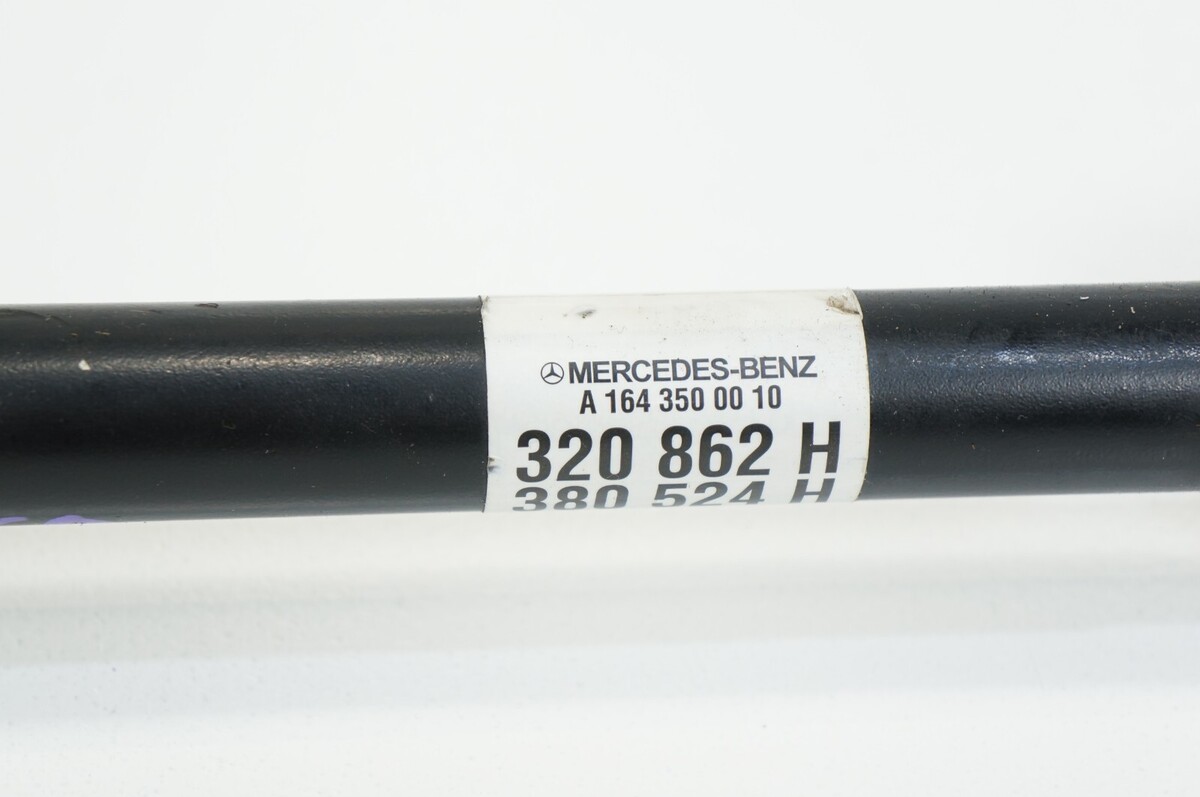 MERCEDES-BENZ
A 164 350 00 10
320 862 H
380 524 H